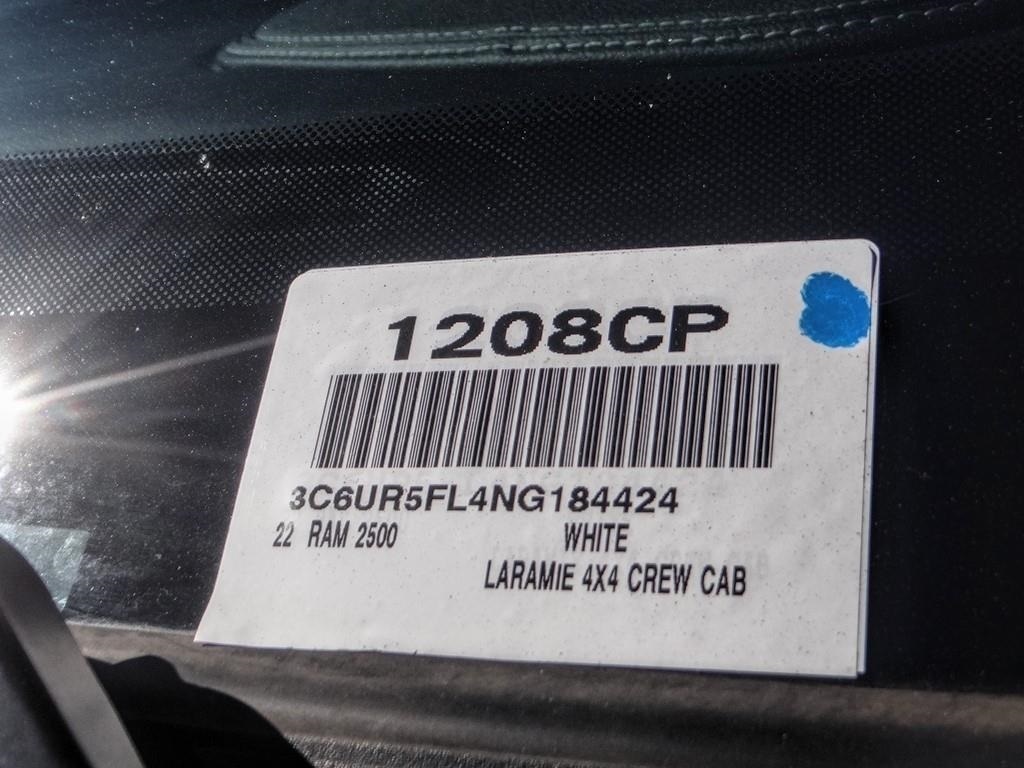 1208CP
3C6UR5FL4NG184424
22 RAM 2500 WHITE
LARAMIE 4X4 CREW CAB